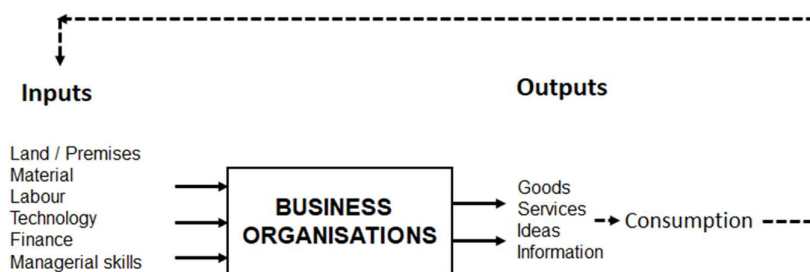 Inputs
Outputs
Land / Premises
Material
Labour
Technology
Finance
Managerial skills
BUSINESS
ORGANISATIONS
Goods
Services
Ideas
Information
Consumption